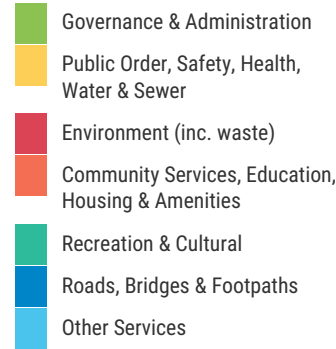 Governance & Administration
Public Order, Safety, Health,
Water & Sewer
Environment (inc. waste)
Community Services, Education,
Housing & Amenities
Recreation & Cultural
Roads, Bridges & Footpaths
Other Services